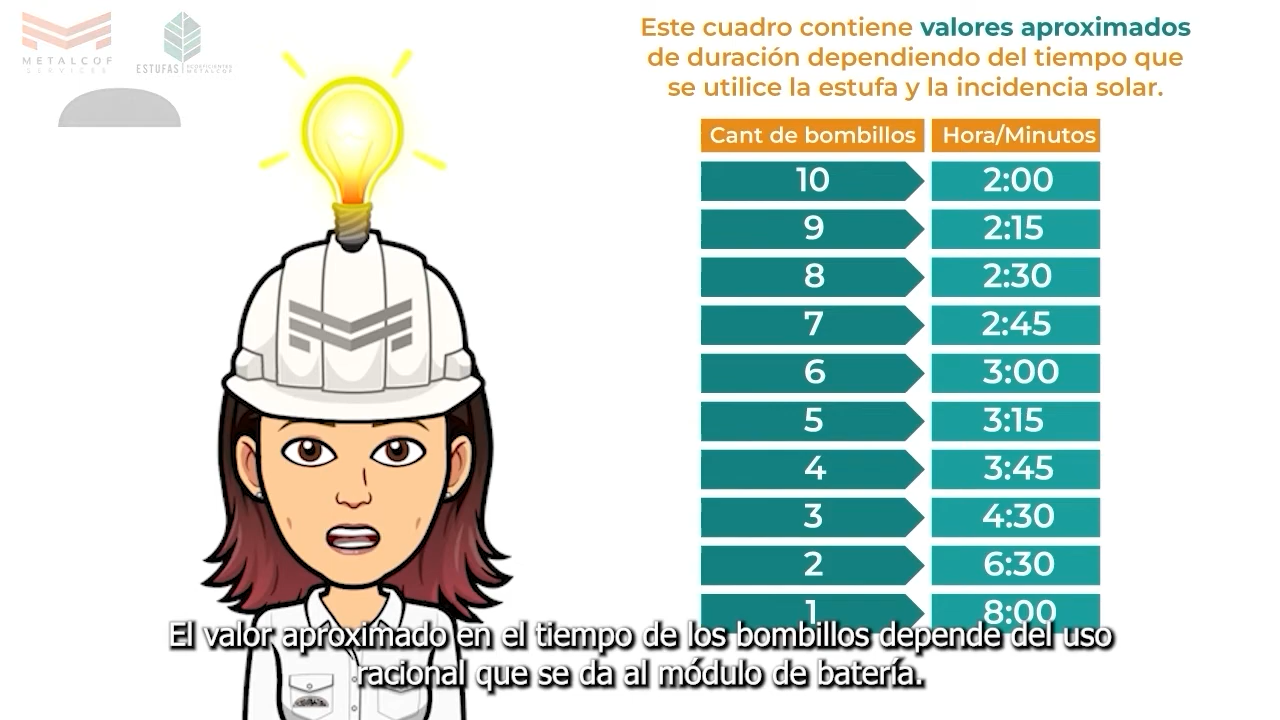 METALCOF
SERVICES
ESTUFAS
METALCOF
Este cuadro contiene valores aproximados
de duración dependiendo del tiempo que
se utilice la estufa y la incidencia solar.
Cant de bombillos Hora/Minutos
10 2:00
9 2:15
8 2:30
7 2:45
6 3:00
5 3:15
4 3:45
3 4:30
2 6:30
1 8:00
El valor aproximado en el tiempo de los bombillos depende del uso
racional que se da al módulo de batería.